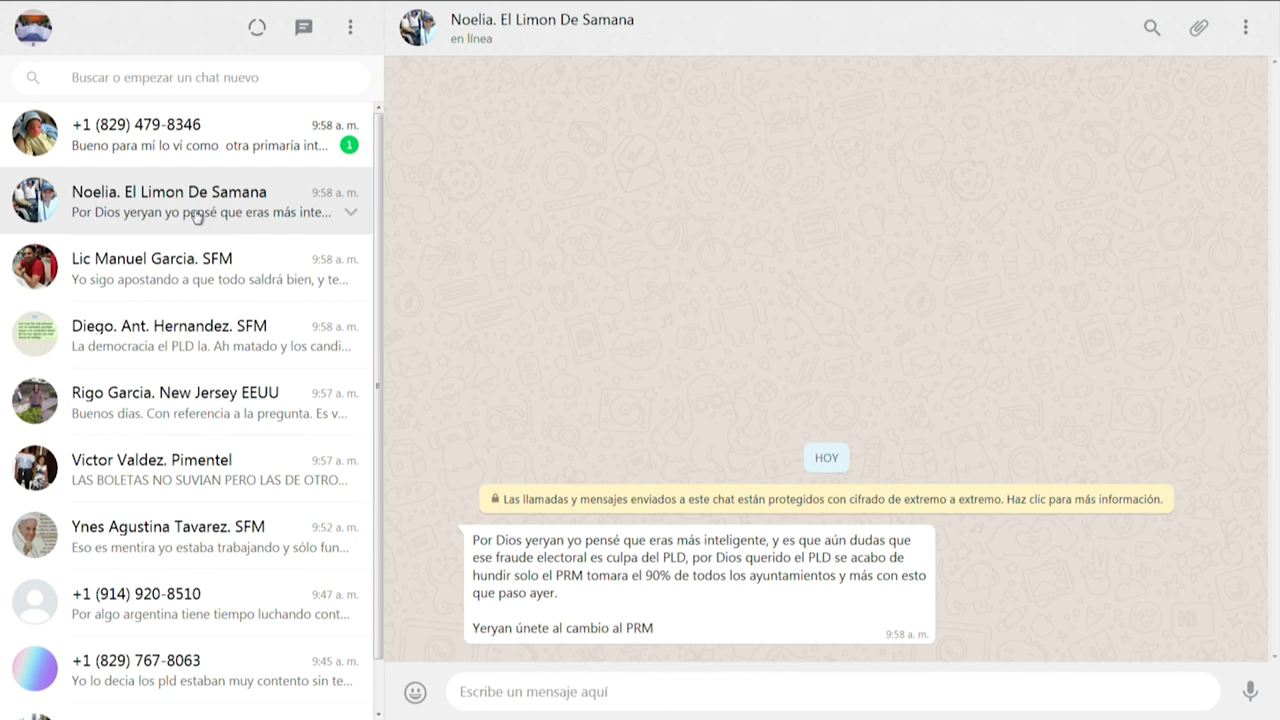 Buscar o empezar un chat nuevo
+1 (829) 479-8346
9:58 a. m.
Bueno para mí lo ví como otra primaría int...
1
Noelia. El Limon De Samana
9:58 a. m.
Por Dios yeryan yo pensé que eras más inte...
Lic Manuel Garcia. SFM
9:58 a. m.
Yo sigo apostando a que todo saldrá bien, y te...
Diego. Ant. Hernandez. SFM
9:58 a. m.
La democracia el PLD la. Ah matado y los candi...
Rigo Garcia. New Jersey EEUU
9:57 a. m.
Buenos días. Con referencia a la pregunta. Es v...
Victor Valdez. Pimentel
9:57 a. m.
LAS BOLETAS NO SUVIAN PERO LAS DE OTRO...
Ynes Agustina Tavarez. SFM
9:52 a. m.
Eso es mentira yo estaba trabajando y sólo fun...
+1 (914) 920-8510
9:47 a. m.
Por algo argentina tiene tiempo luchando cont...
+1 (829) 767-8063
9:45 a. m.
Yo lo decia los pld estaban muy contento sin te...
Noelia. El Limon De Samana
en línea
HOY
Las llamadas y mensajes enviados a este chat están protegidos con cifrado de extremo a extremo. Haz clic para más información.
Por Dios yeryan yo pensé que eras más inteligente, y es que aún dudas que
ese fraude electoral es culpa del PLD, por Dios querido el PLD se acabo de
hundir solo el PRM tomara el 90% de todos los ayuntamientos y más con esto
que paso ayer.
Yeryan únete al cambio al PRM
9:58 a. m.
Escribe un mensaje aquí